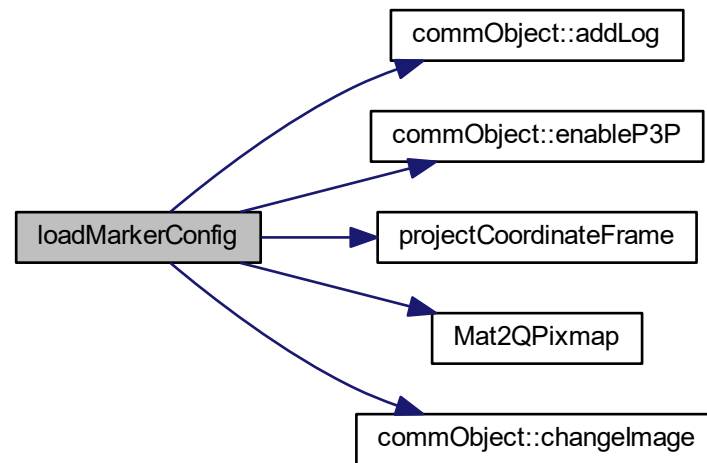 commObject::addLog
commObject::enableP3P
loadMarkerConfig
projectCoordinateFrame
Mat2QPixmap
commObject::changeImage